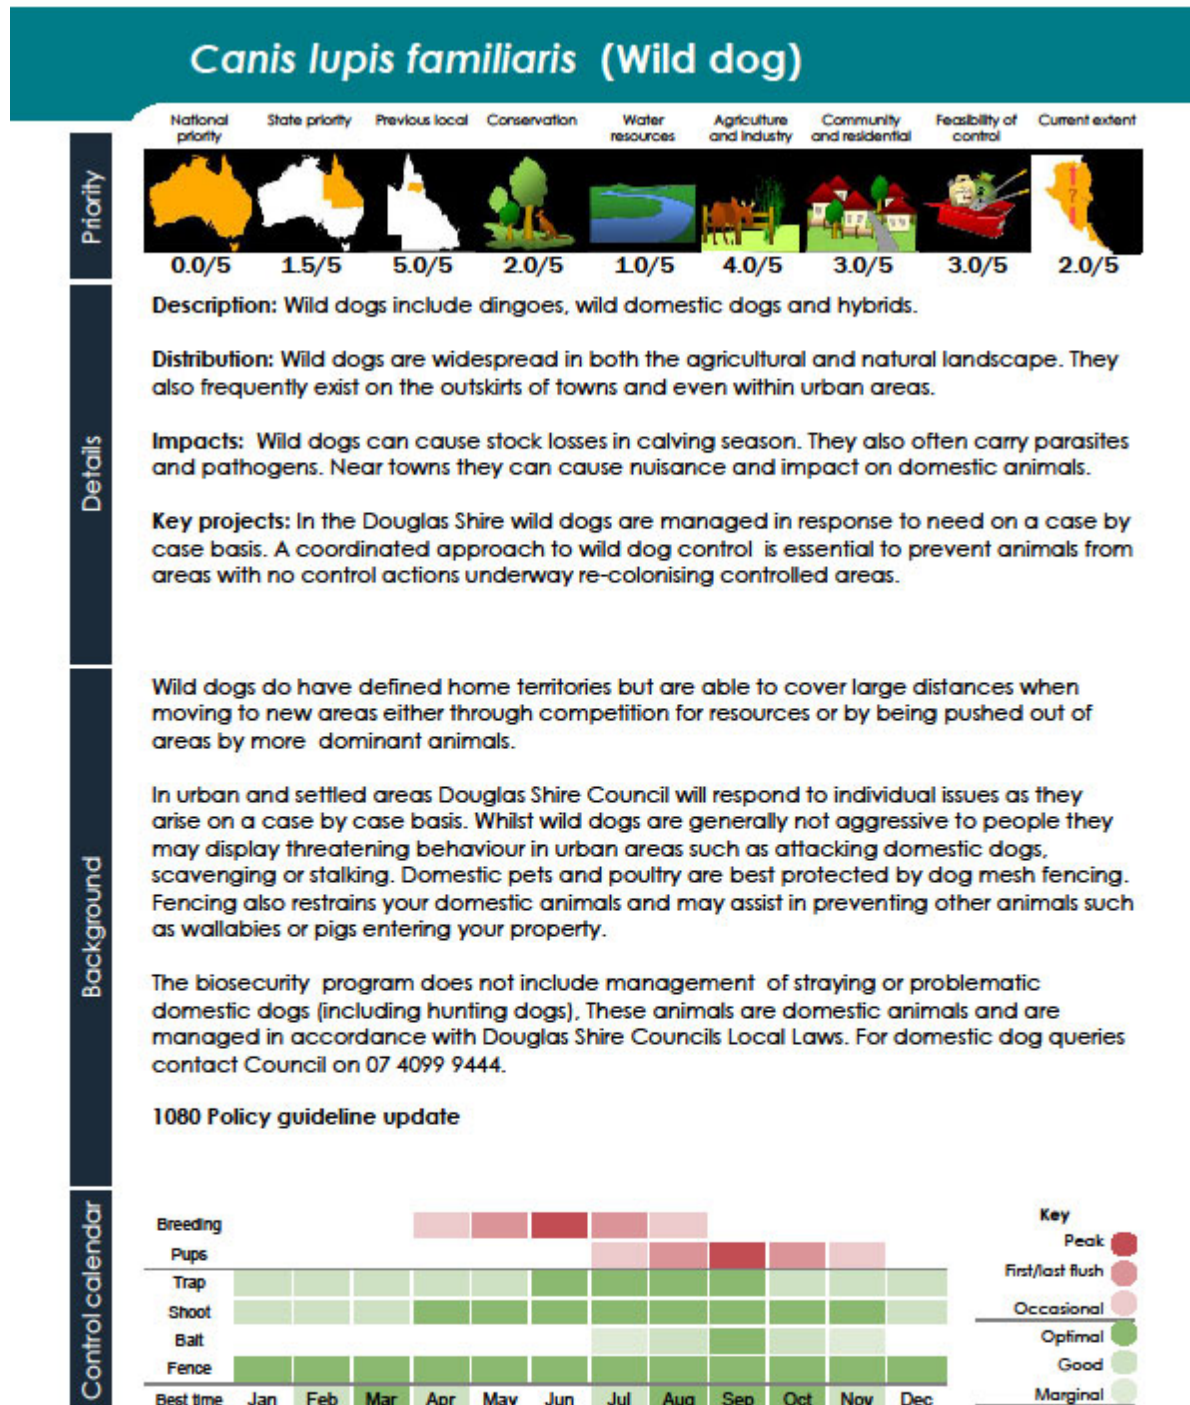 Canis lupis familiaris (Wild dog)
National priority
State priority
Previous local
Conservation
Water resources
Agriculture and industry
Community and residential
Feasibility of control
Current extent
Priority
?
0.0/5 1.5/5 5.0/5 2.0/5 1.0/5 4.0/5 3.0/5 3.0/5 2.0/5
Details
Description: Wild dogs include dingoes, wild domestic dogs and hybrids.
Distribution: Wild dogs are widespread in both the agricultural and natural landscape. They
also frequently exist on the outskirts of towns and even within urban areas.
Impacts: Wild dogs can cause stock losses in calving season. They also often carry parasites
and pathogens. Near towns they can cause nuisance and impact on domestic animals.
Key projects: In the Douglas Shire wild dogs are managed in response to need on a case by
case basis. A coordinated approach to wild dog control is essential to prevent animals from
areas with no control actions underway re-colonising controlled areas.
Background
Wild dogs do have defined home territories but are able to cover large distances when
moving to new areas either through competition for resources or by being pushed out of
areas by more dominant animals.
In urban and settled areas Douglas Shire Council will respond to individual issues as they
arise on a case by case basis. Whilst wild dogs are generally not aggressive to people they
may display threatening behaviour in urban areas such as attacking domestic dogs,
scavenging or stalking. Domestic pets and poultry are best protected by dog mesh fencing.
Fencing also restrains your domestic animals and may assist in preventing other animals such
as wallabies or pigs entering your property.
The biosecurity program does not include management of straying or problematic
domestic dogs (including hunting dogs), These animals are domestic animals and are
managed in accordance with Douglas Shire Councils Local Laws. For domestic dog queries
contact Council on 07 4099 9444.
1080 Policy guideline update
Control calendar
Breeding
Pups
Trap
Shoot
Bait
Fence
Best time Jan Feb Mar Apr May Jun Jul Aug Sep Oct Nov Dec
Key
Peak
First/last flush
Occasional
Optimal
Good
Marginal